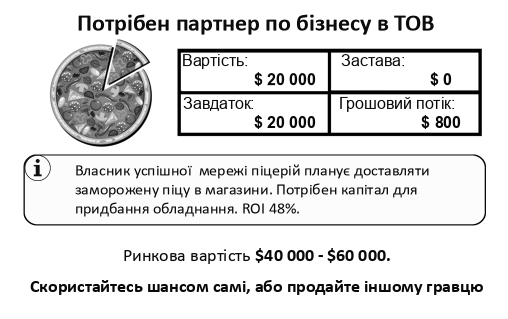 Потрібен партнер по бізнесу в ТОВ
Вартість:
$ 20 000
Застава:
$ 0
Завдаток:
$ 20 000
Грошовий потік:
$ 800
i
Власник успішної мережі піцерій планує доставляти
заморожену піцу в магазини. Потрібен капітал для
придбання обладнання. ROI 48%.
Ринкова вартість $40 000 - $60 000.
Скористайтесь шансом самі, або продайте іншому гравцю